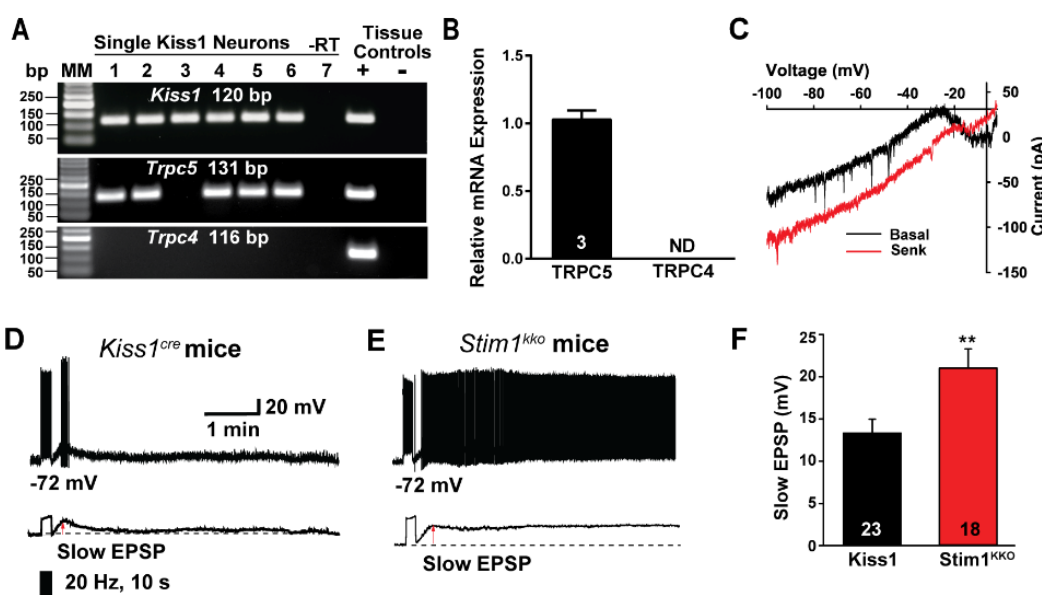 A
Single Kiss1 Neurons -RT Tissue Controls
bp MM 1 2 3 4 5 6 7 + -
Kiss1 120 bp
250
150
100
50
Trpc5 131 bp
250
150
100
50
Trpc4 116 bp
250
150
100
50
B
Relative mRNA Expression
1.5
1.0
0.5
0.0
3
ND
TRPC5 TRPC4
C
Voltage (mV)
-100 -80 -60 -40 -20
50
0
-50
-100
-150
Current (pA)
Basal
Senk
D
Kiss1cre mice
20 mV
1 min
-72 mV
Slow EPSP
20 Hz, 10 s
E
Stim1kko mice
-72 mV
Slow EPSP
F
Slow EPSP (mV)
25
20
15
10
5
0
**
23
18
Kiss1 Stim1KKO